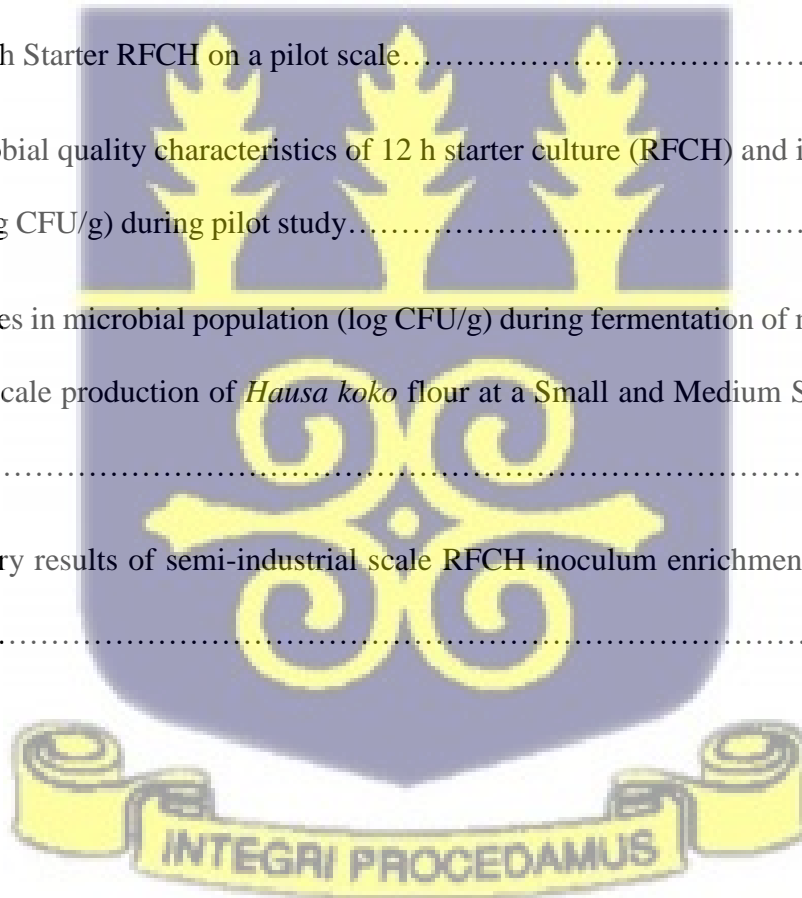 h Starter RFCH on a pilot scale……………………………………
obial quality characteristics of 12 h starter culture (RFCH) and i
g CFU/g) during pilot study……………………………………
es in microbial population (log CFU/g) during fermentation of
cale production of Hausa koko flour at a Small and Medium S
……………………………………………………
ry results of semi-industrial scale RFCH inoculum enrichmen
……………………………………………………
INTEGRI PROCEDAMUS